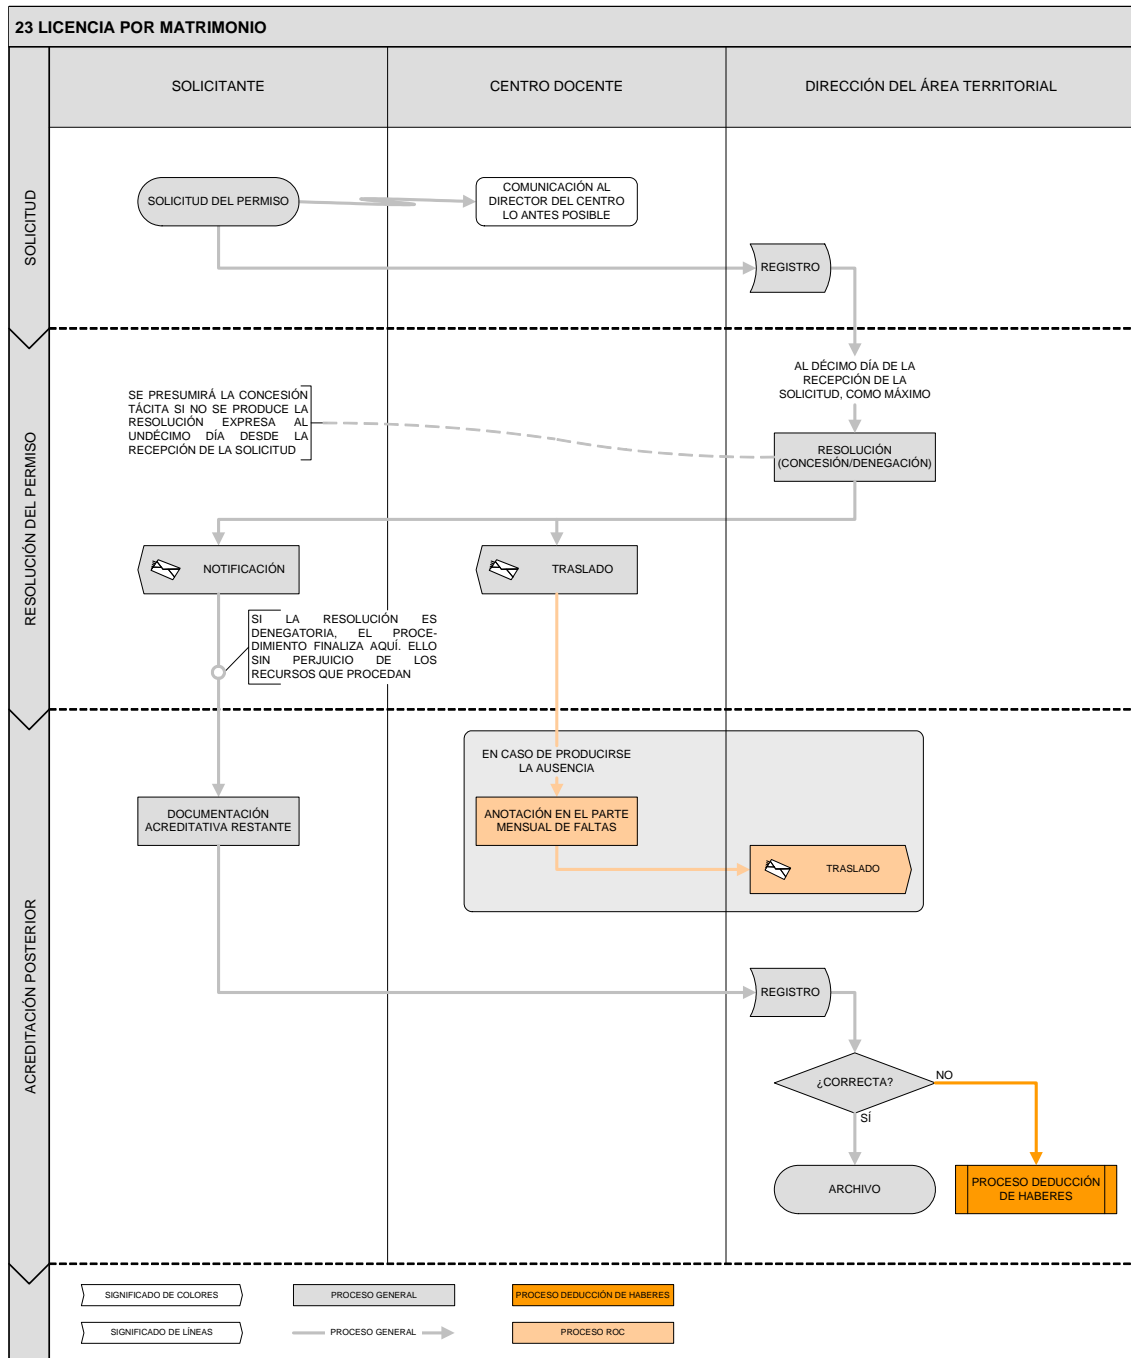 23 LICENCIA POR MATRIMONIO
SOLICITANTE
CENTRO DOCENTE
DIRECCIÓN DEL ÁREA TERRITORIAL
SOLICITUD
SOLICITUD DEL PERMISO
COMUNICACIÓN AL
DIRECTOR DEL CENTRO
LO ANTES POSIBLE
REGISTRO
RESOLUCIÓN DEL PERMISO
AL DÉCIMO DÍA DE LA
RECEPCIÓN DE LA
SOLICITUD, COMO MÁXIMO
SE PRESUMIRÁ LA CONCESIÓN
TÁCITA SI NO SE PRODUCE LA
RESOLUCIÓN EXPRESA AL
UNDÉCIMO DÍA DESDE LA
RECEPCIÓN DE LA SOLICITUD
RESOLUCIÓN
(CONCESIÓN/DENEGACIÓN)
NOTIFICACIÓN
TRASLADO
SI LA RESOLUCIÓN ES
DENEGATORIA, EL PROCE-
DIMIENTO FINALIZA AQUÍ. ELLO
SIN PERJUICIO DE LOS
RECURSOS QUE PROCEDAN
ACREDITACIÓN POSTERIOR
EN CASO DE PRODUCIRSE
LA AUSENCIA
DOCUMENTACIÓN
ACREDITATIVA RESTANTE
ANOTACIÓN EN EL PARTE
MENSUAL DE FALTAS
TRASLADO
REGISTRO
¿CORRECTA?
NO
SÍ
ARCHIVO
PROCESO DEDUCCIÓN
DE HABERES
SIGNIFICADO DE COLORES
PROCESO GENERAL
PROCESO DEDUCCIÓN DE HABERES
SIGNIFICADO DE LÍNEAS
PROCESO GENERAL
PROCESO ROC